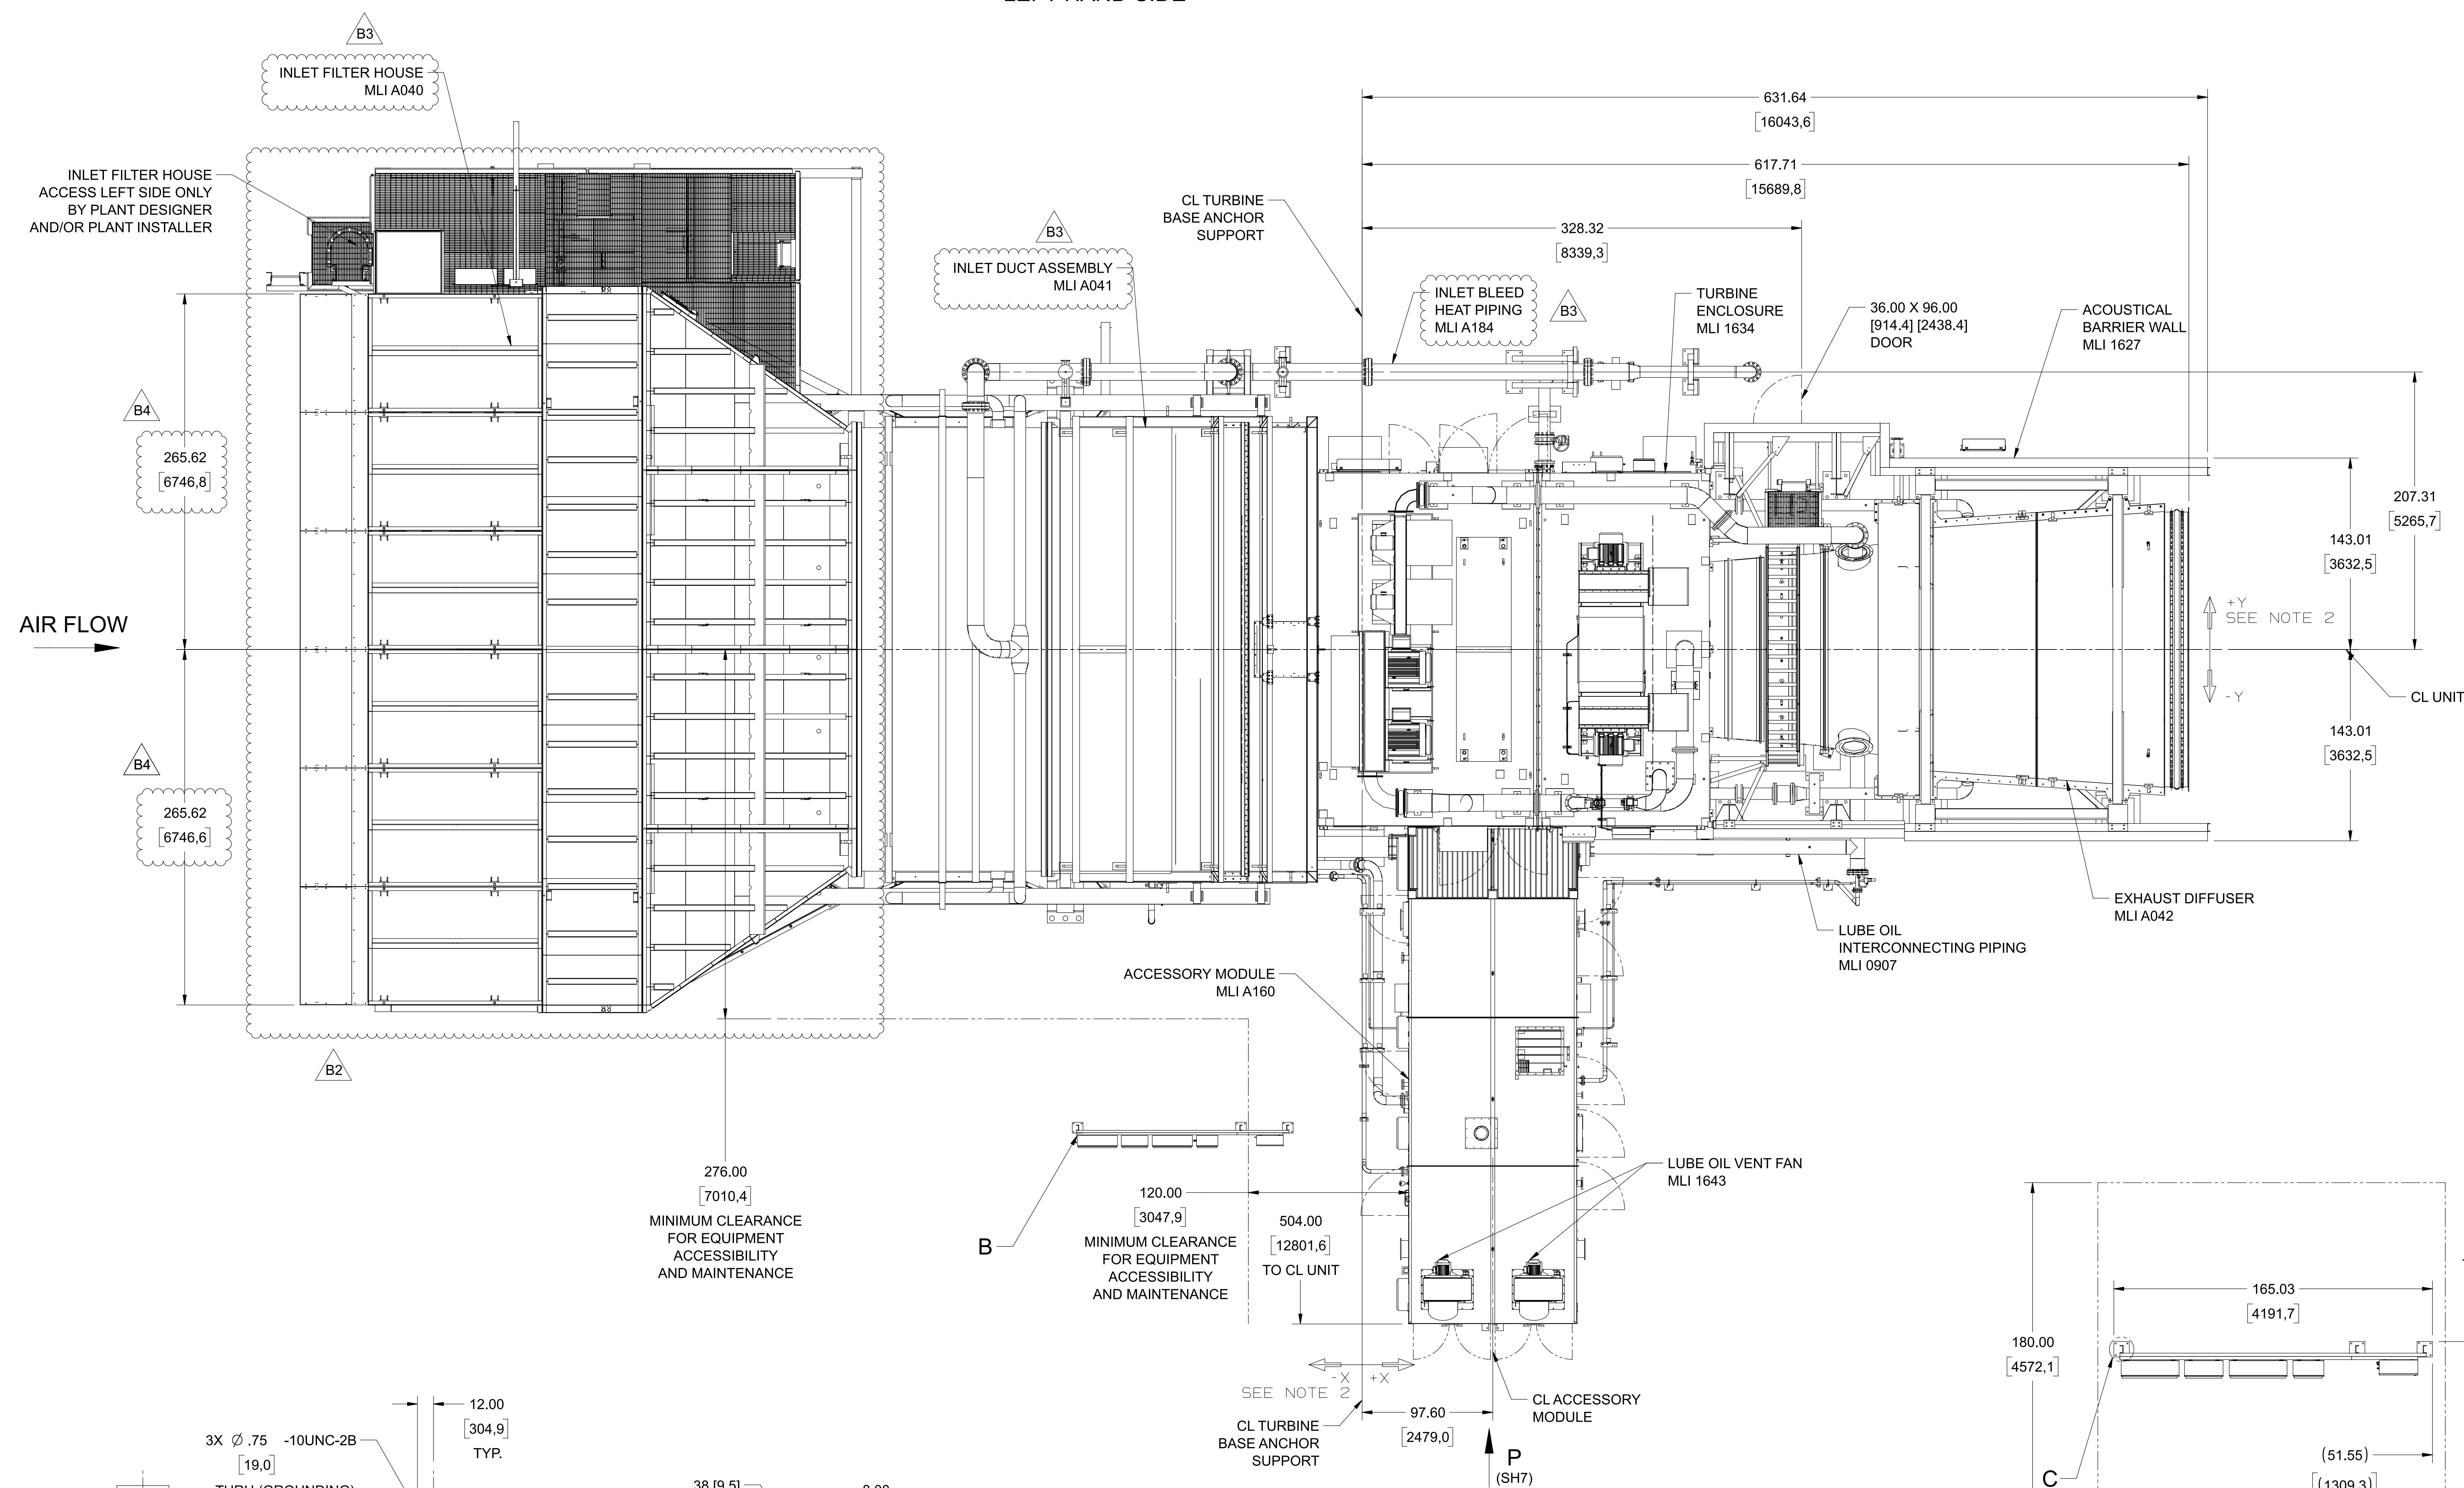 B3
INLET FILTER HOUSE
MLI A040
INLET FILTER HOUSE
ACCESS LEFT SIDE ONLY
BY PLANT DESIGNER
AND/OR PLANT INSTALLER
B3
INLET DUCT ASSEMBLY
MLI A041
CL TURBINE
BASE ANCHOR
SUPPORT
631.64
[16043,6]
617.71
[15689,8]
328.32
[8339,3]
INLET BLEED
HEAT PIPING
MLI A184
B3
TURBINE
ENCLOSURE
MLI 1634
36.00 X 96.00
[914.4] [2438.4]
DOOR
ACOUSTICAL
BARRIER WALL
MLI 1627
B4
265.62
[6746,8]
AIR FLOW
B4
265.62
[6746,6]
B2
207.31
[5265,7]
143.01
[3632,5]
+Y
SEE NOTE 2
-Y
CL UNIT
143.01
[3632,5]
EXHAUST DIFFUSER
MLI A042
LUBE OIL
INTERCONNECTING PIPING
MLI 0907
ACCESSORY MODULE
MLI A160
276.00
[7010,4]
MINIMUM CLEARANCE
FOR EQUIPMENT
ACCESSIBILITY
AND MAINTENANCE
B
120.00
[3047,9]
MINIMUM CLEARANCE
FOR EQUIPMENT
ACCESSIBILITY
AND MAINTENANCE
504.00
[12801,6]
TO CL UNIT
LUBE OIL VENT FAN
MLI 1643
-X +X
SEE NOTE 2
CL TURBINE
BASE ANCHOR
SUPPORT
97.60
[2479,0]
CL ACCESSORY
MODULE
P
(SH7)
165.03
[4191,7]
180.00
[4572,1]
(51.55)
[(1309,3)]
C
12.00
[304,9]
TYP.
3X Ø .75 -10UNC-2B
[19,0]
THRU (GROUNDING)
.38 [9,5]